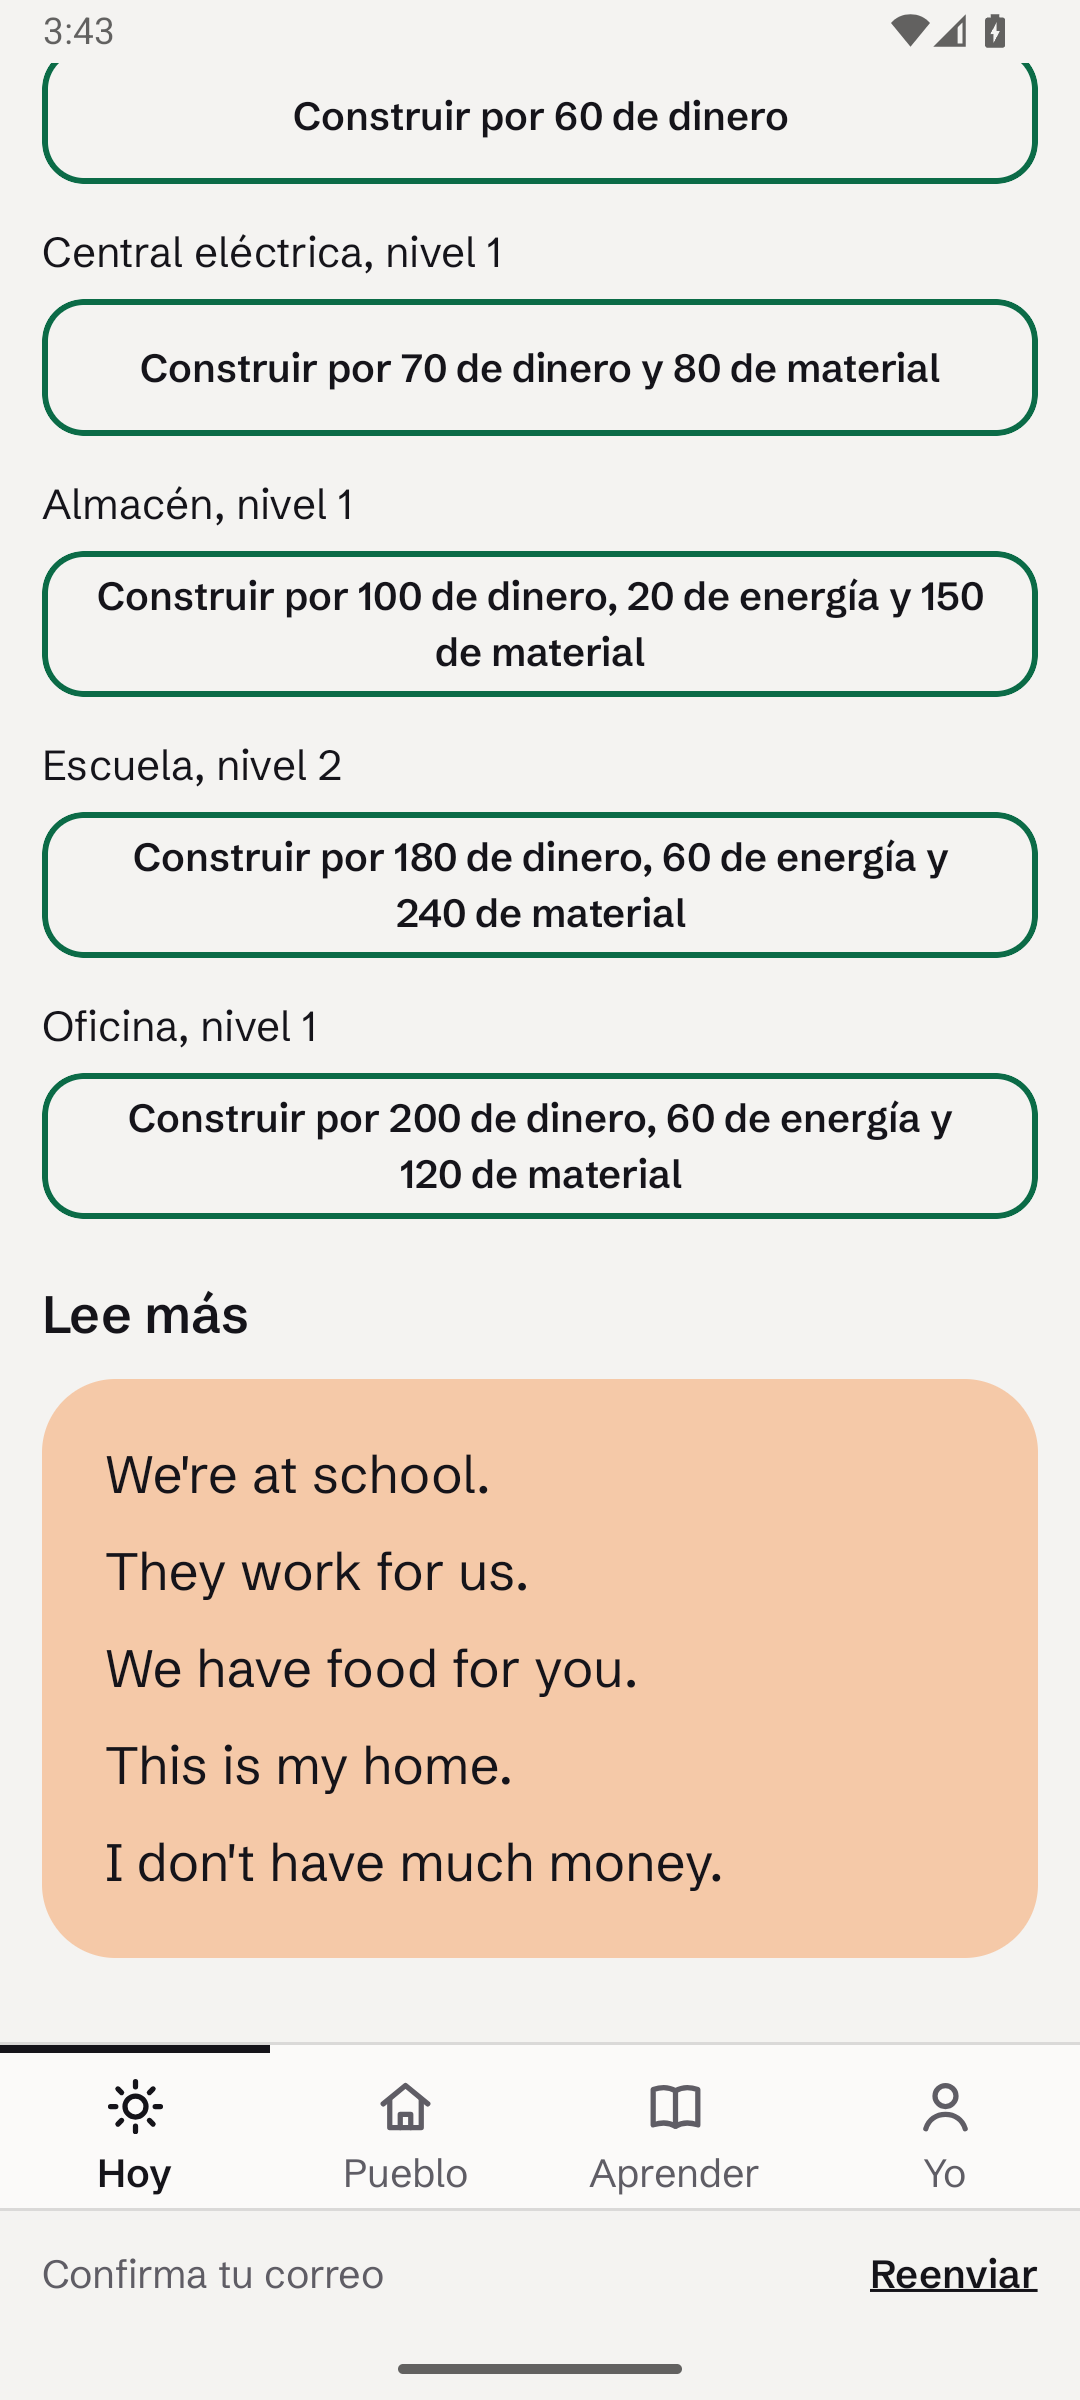 3:43
Construir por 60 de dinero
Central eléctrica, nivel 1
Construir por 70 de dinero y 80 de material
Almacén, nivel 1
Construir por 100 de dinero, 20 de energía y 150
de material
Escuela, nivel 2
Construir por 180 de dinero, 60 de energía y
240 de material
Oficina, nivel 1
Construir por 200 de dinero, 60 de energía y
120 de material
Lee más
We're at school.
They work for us.
We have food for you.
This is my home.
I don't have much money.
Hoy
Pueblo
Aprender
Yo
Confirma tu correo
Reenviar